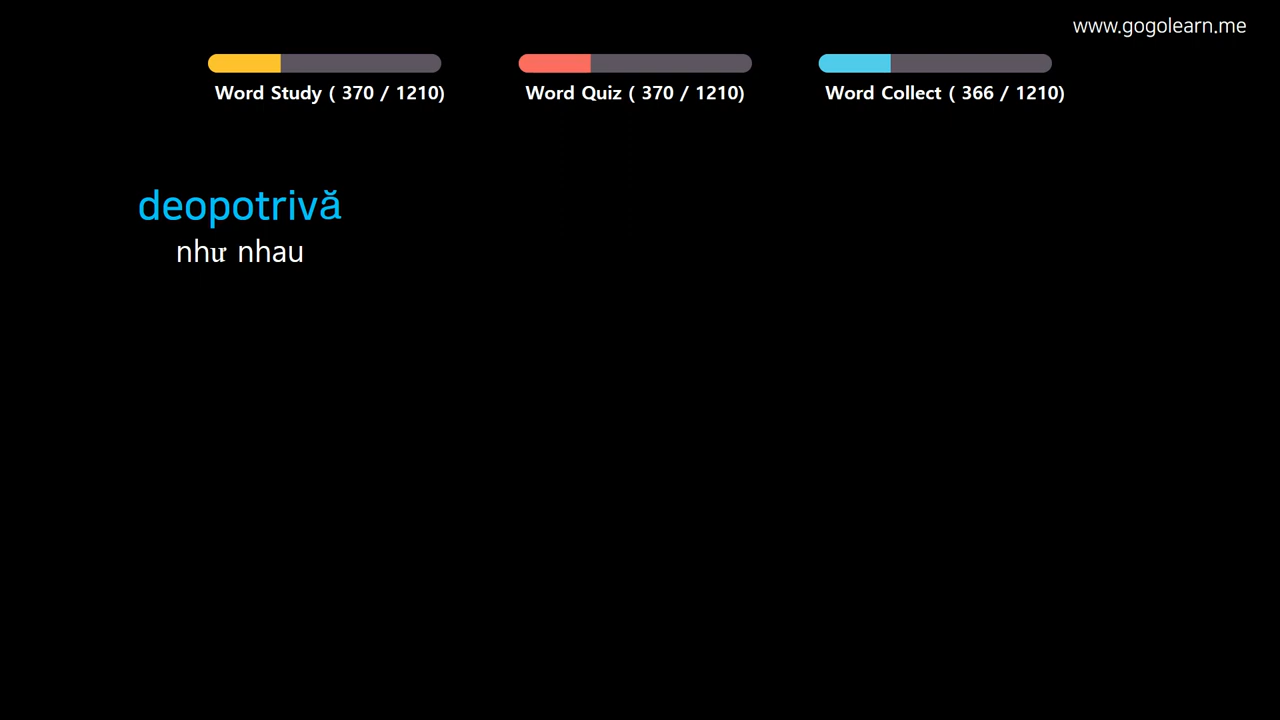 www.gogolearn.me
Word Study ( 370 / 1210)
Word Quiz ( 370 / 1210)
Word Collect ( 366 / 1210)
deopotrivă
như nhau